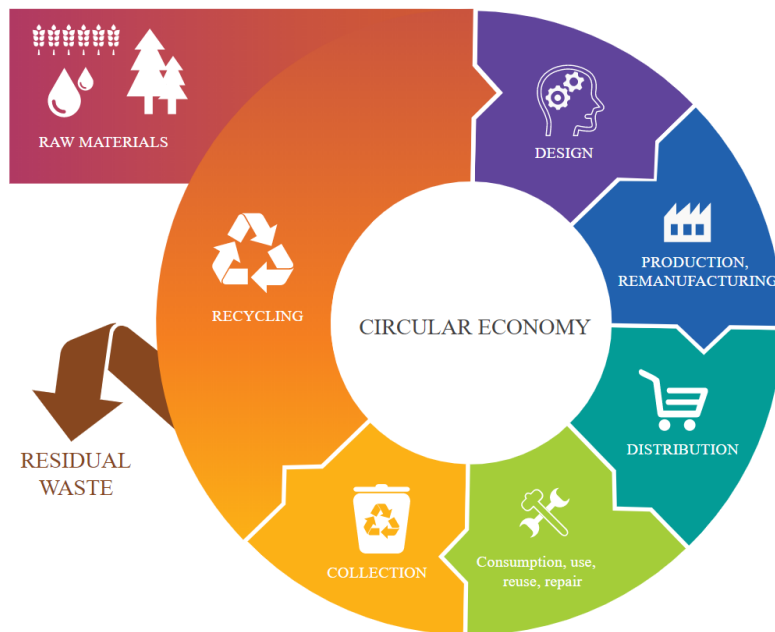 RAW MATERIALS
DESIGN
PRODUCTION,
REMANUFACTURING
RECYCLING
CIRCULAR ECONOMY
DISTRIBUTION
RESIDUAL
WASTE
COLLECTION
Consumption, use,
reuse, repair